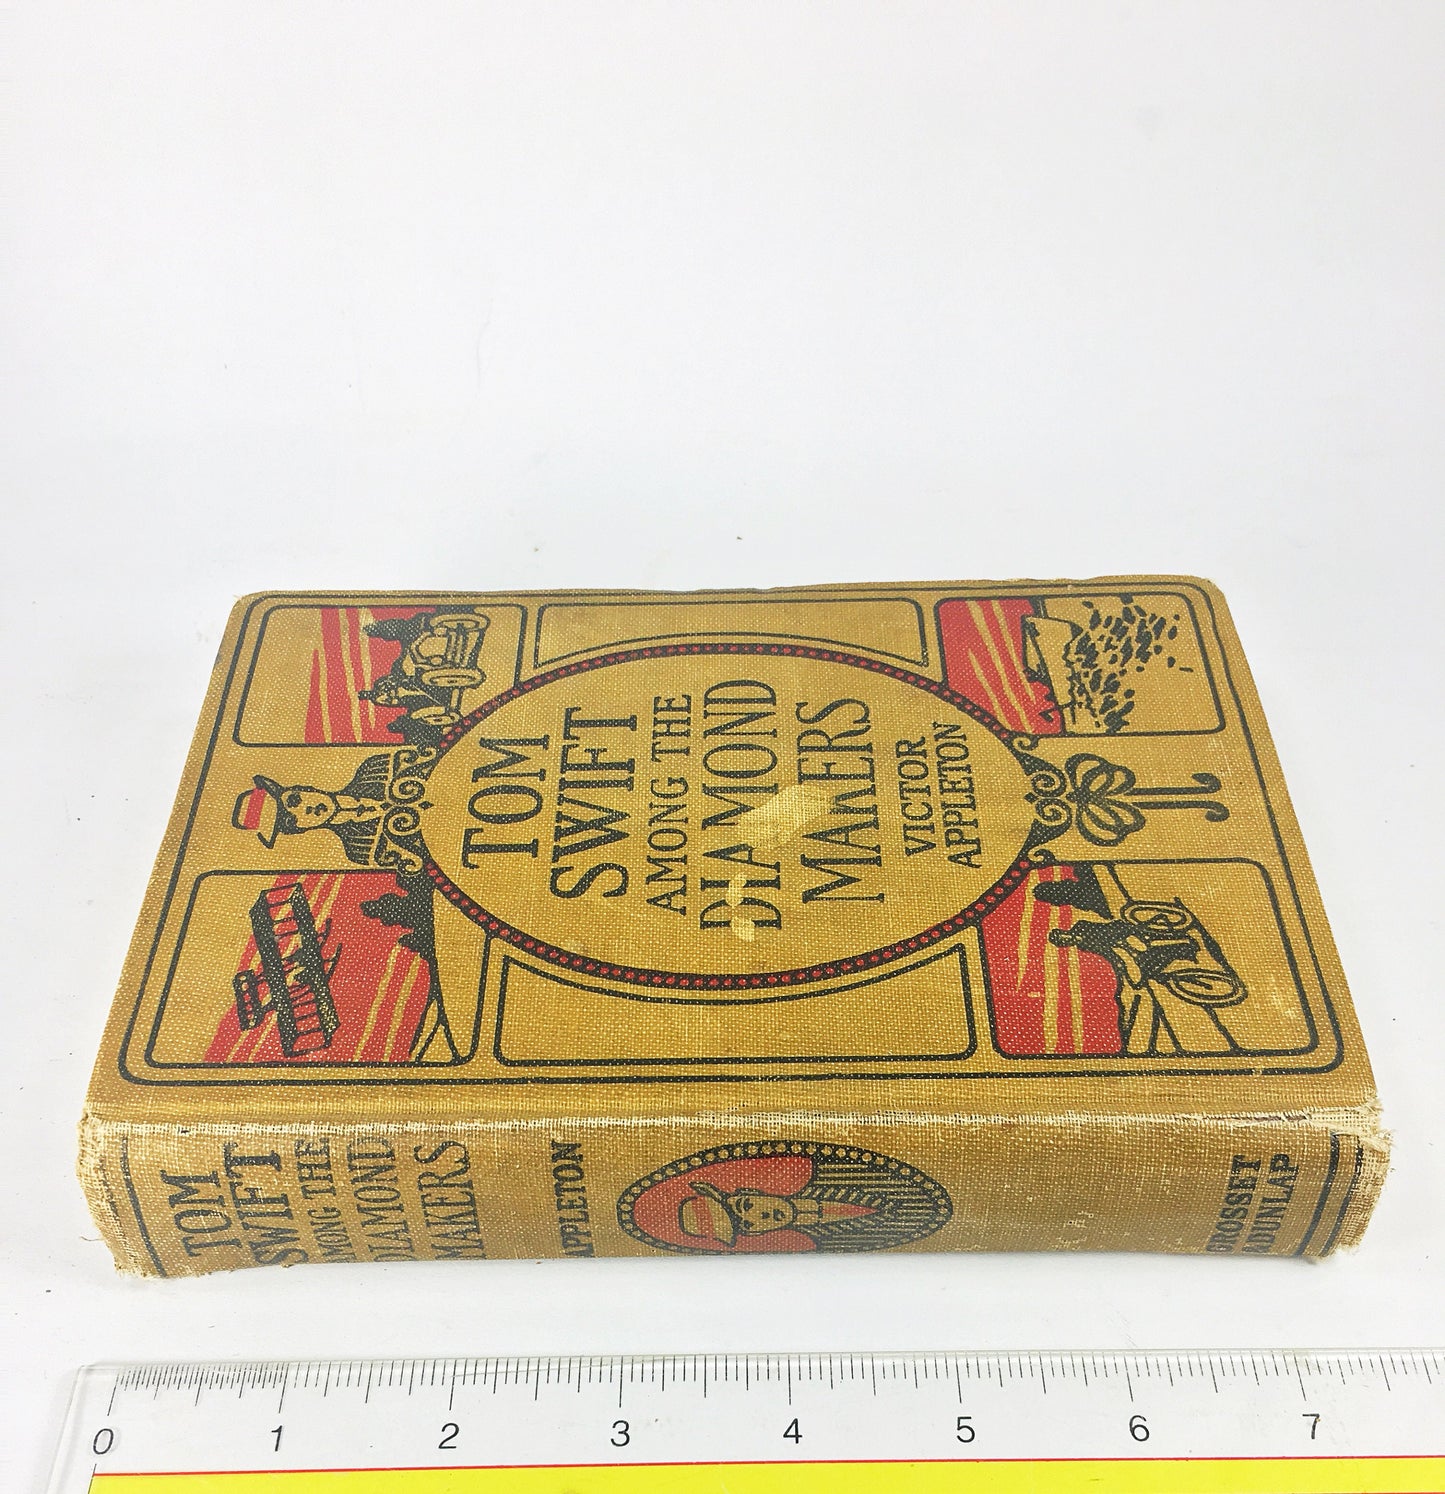 TOM
SWIFT
AMONG THE
DIAMOND
MAKERS
VICTOR
APPLETON
TOM
SWIFT
AMONG THE
DIAMOND
MAKERS
APPLETON
GROSSET
&DUNLAP
0 1 2 3 4 5 6 7